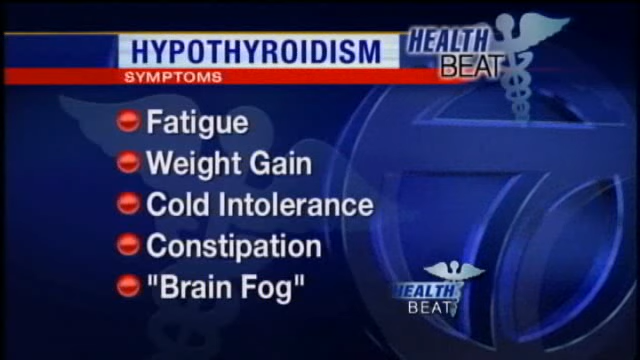 HYPOTHYROIDISM
HEALTH
BEAT
SYMPTOMS
Fatigue
Weight Gain
Cold Intolerance
Constipation
"Brain Fog"
HEALTH
BEAT